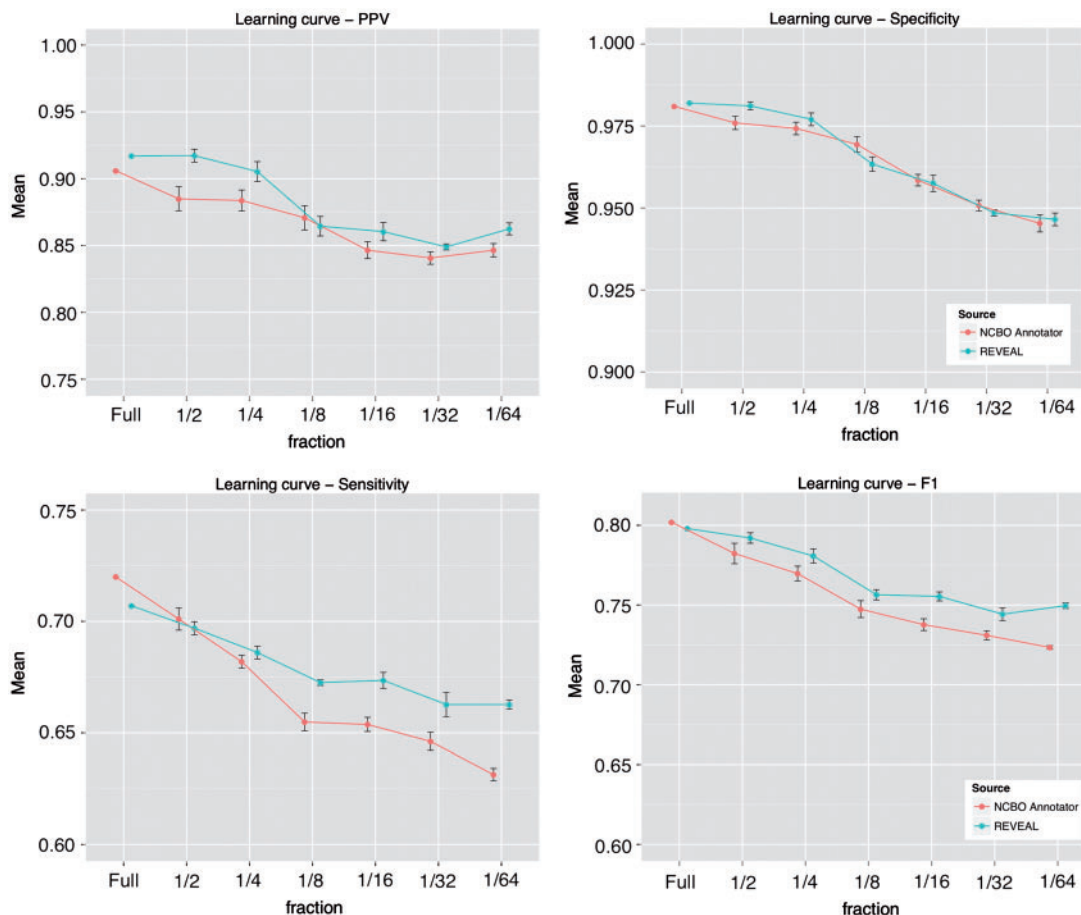 Learning curve – PPV
Mean
1.00
0.95
0.90
0.85
0.80
0.75
Full 1/2 1/4 1/8 1/16 1/32 1/64
fraction
Learning curve – Specificity
Mean
1.000
0.975
0.950
0.925
0.900
Source
NCBO Annotator
REVEAL
Full 1/2 1/4 1/8 1/16 1/32 1/64
fraction
Learning curve – Sensitivity
Mean
0.75
0.70
0.65
0.60
Full 1/2 1/4 1/8 1/16 1/32 1/64
fraction
Learning curve – F1
Mean
0.80
0.75
0.70
0.65
0.60
Source
NCBO Annotator
REVEAL
Full 1/2 1/4 1/8 1/16 1/32 1/64
fraction